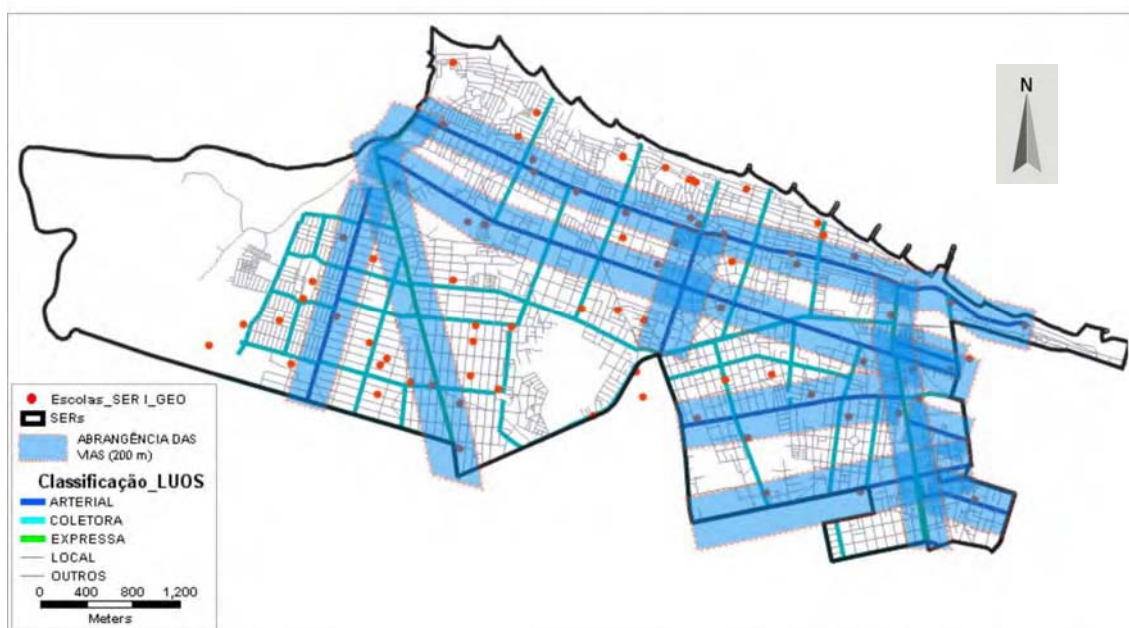 N
Escolas_SER I_GEO
SERs
ABRANGÊNCIA DAS
VIAS (200 m)
Classificação_LUOS
ARTERIAL
COLETORA
EXPRESSA
LOCAL
OUTROS
0 400 800 1,200
Meters